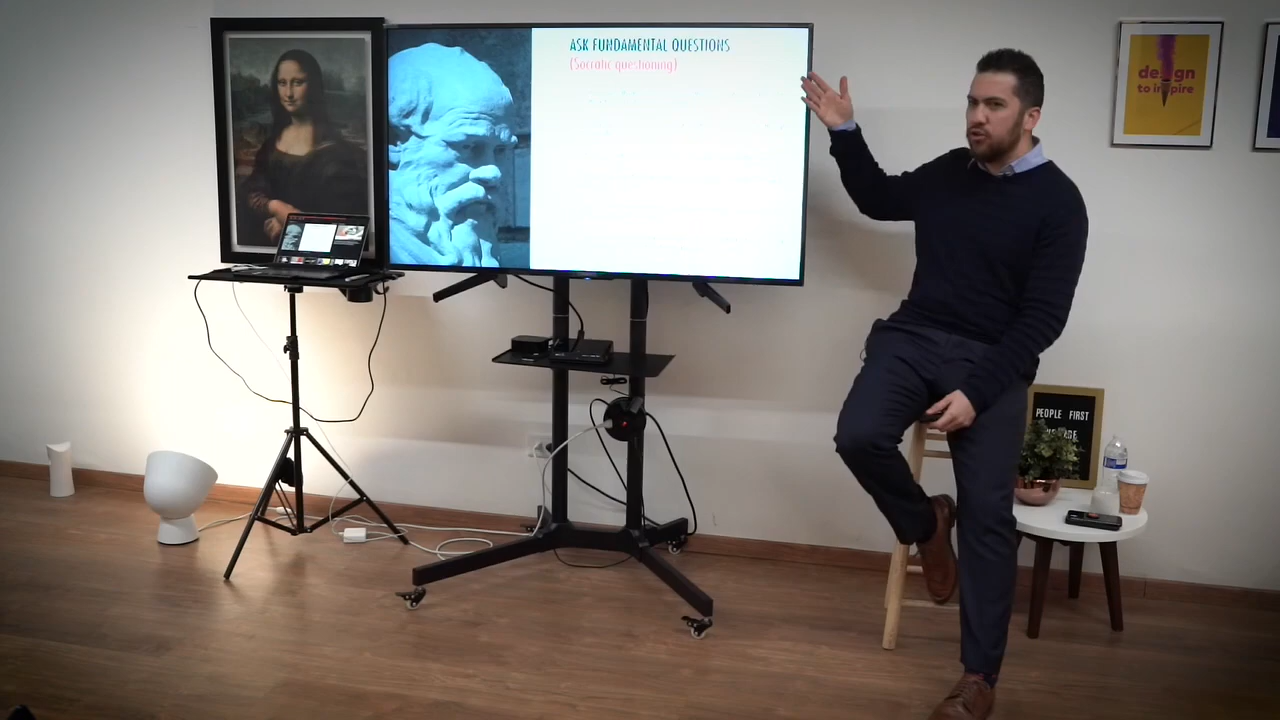 ASK FUNDAMENTAL QUESTIONS
(Socratic questioning)
design
to inspire
PEOPLE FIRST